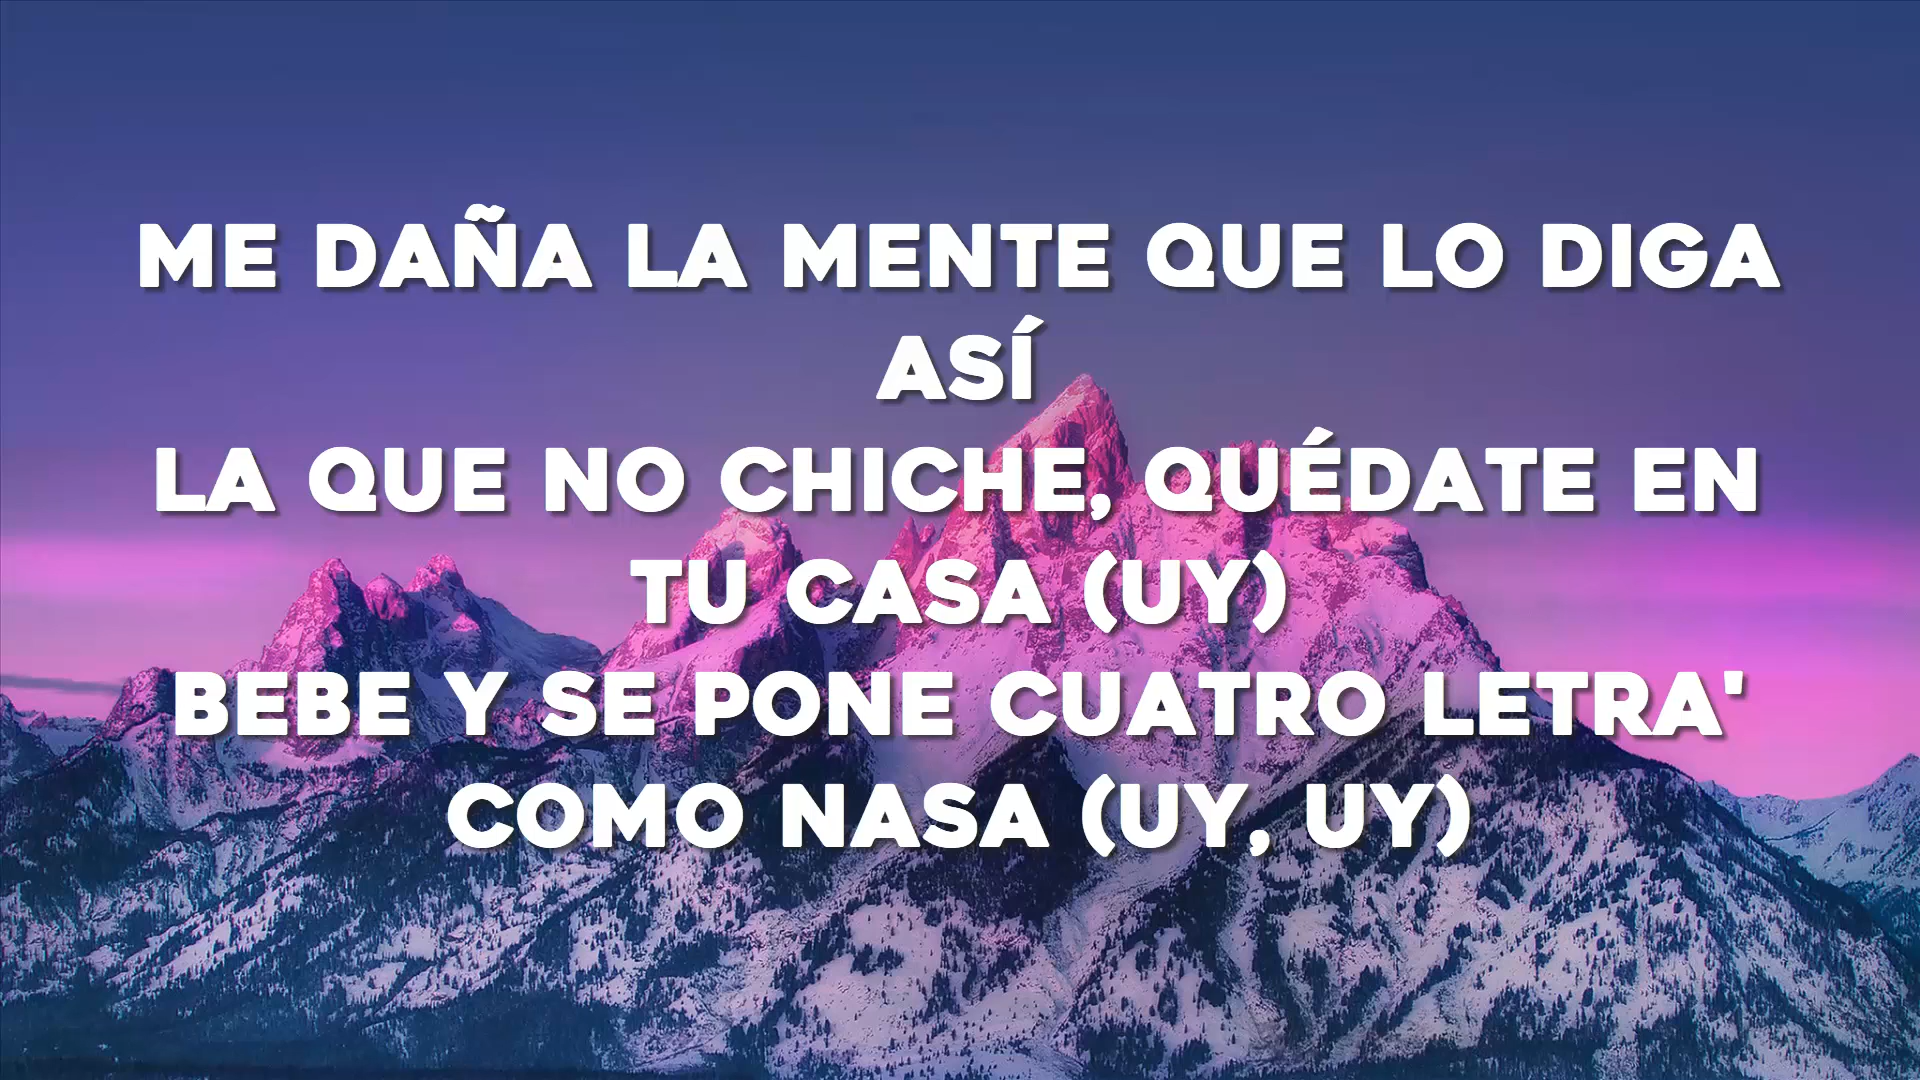 ME DAÑA LA MENTE QUE LO DIGA
ASÍ
LA QUE NO CHICHE, QUÉDATE EN
TU CASA (UY)
BEBE Y SE PONE CUATRO LETRA'
COMO NASA (UY, UY)